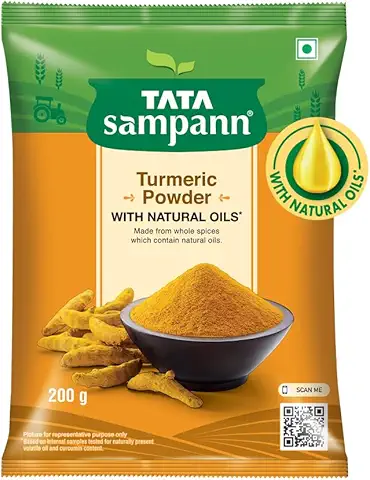 TATA
sampann®
Turmeric
Powder
WITH NATURAL OILS*
Made from whole spices
which contain natural oils.
WITH NATURAL OILS*
200 g
SCAN ME
Picture for representative purpose only
Based on internal samples tested for naturally present
volatile oil and curcumin content.